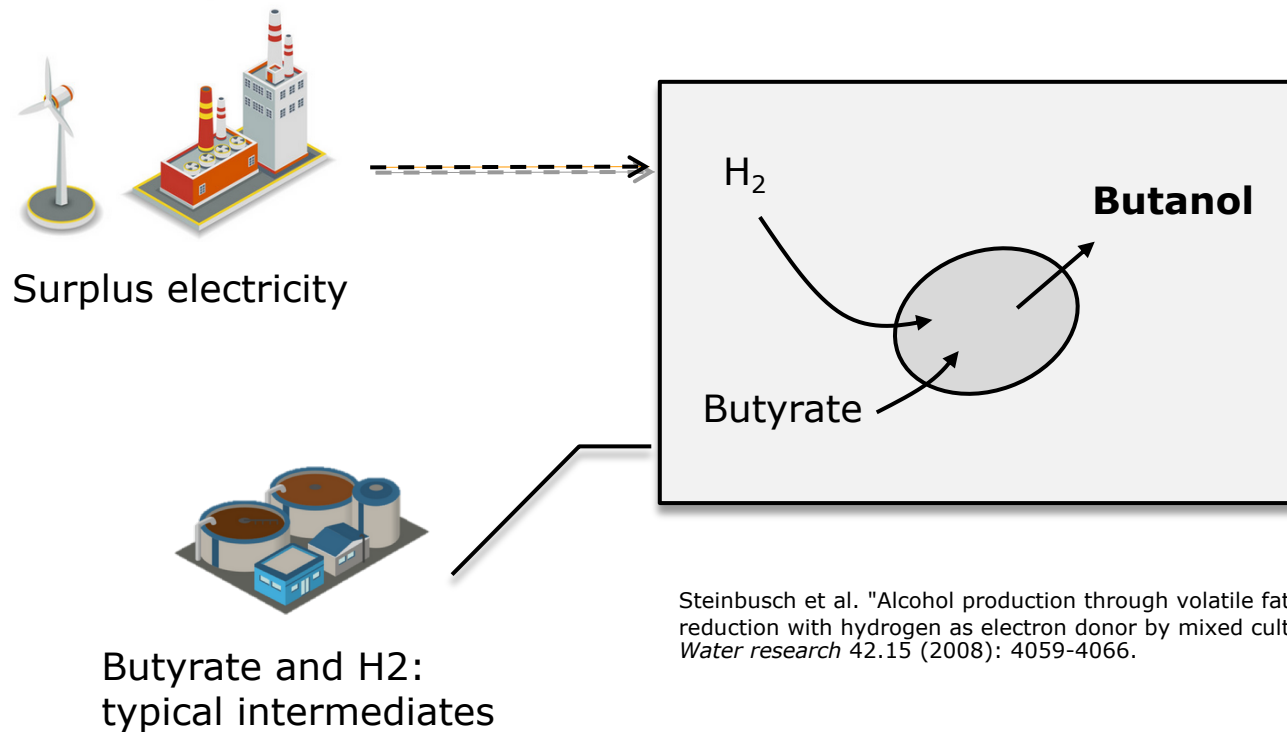 Surplus electricity
H₂
Butanol
Butyrate
Butyrate and H2:
typical intermediates
Steinbusch et al. "Alcohol production through volatile fat
reduction with hydrogen as electron donor by mixed cult
Water research 42.15 (2008): 4059-4066.